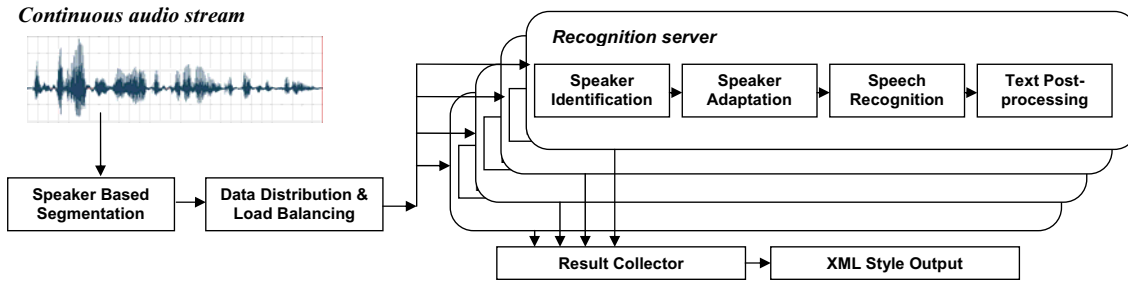 Continuous audio stream
Recognition server
Speaker
Identification
Speaker
Adaptation
Speech
Recognition
Text Post-
processing
Speaker Based
Segmentation
Data Distribution &
Load Balancing
Result Collector
XML Style Output